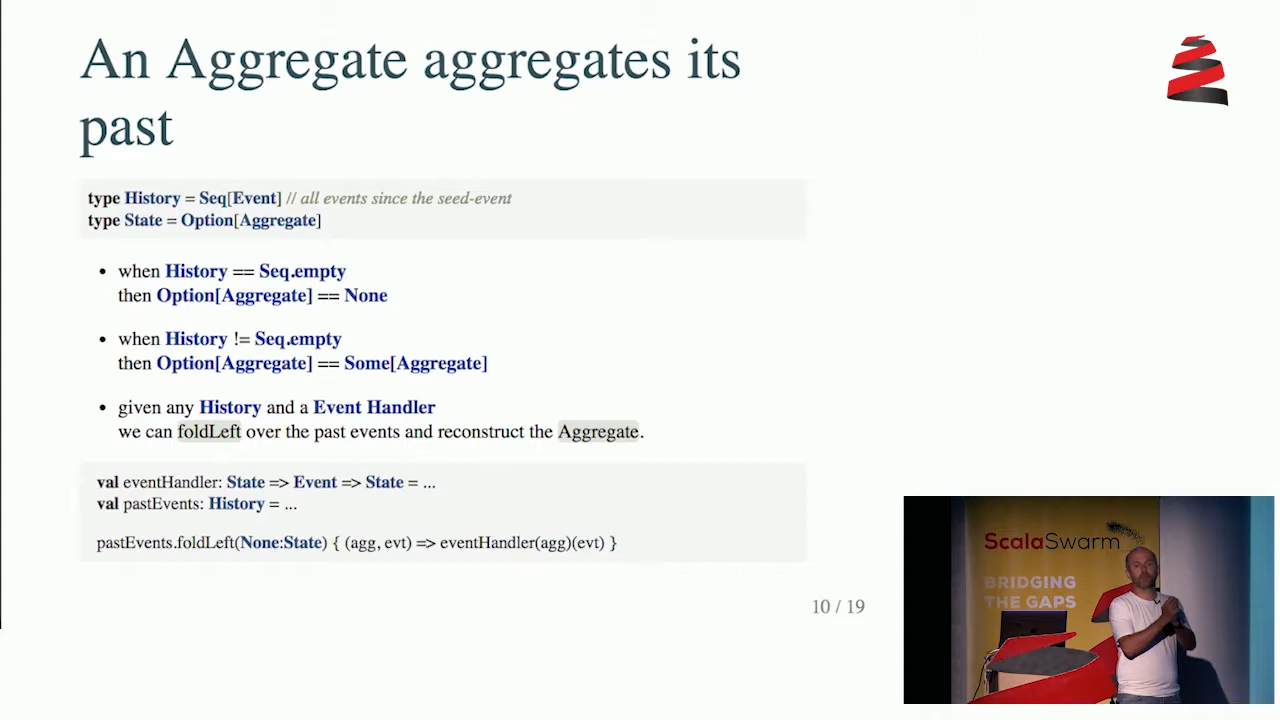 An Aggregate aggregates its
past
type History = Seq[Event] // all events since the seed-event
type State = Option[Aggregate]
• when History == Seq.empty
then Option[Aggregate] == None
• when History != Seq.empty
then Option[Aggregate] == Some[Aggregate]
• given any History and a Event Handler
we can foldLeft over the past events and reconstruct the Aggregate.
val eventHandler: State => Event => State = ...
val pastEvents: History = ...
pastEvents.foldLeft(None:State) { (agg, evt) => eventHandler(agg)(evt) }
10 / 19
ScalaSwarm
BRIDGING
THE GAPS